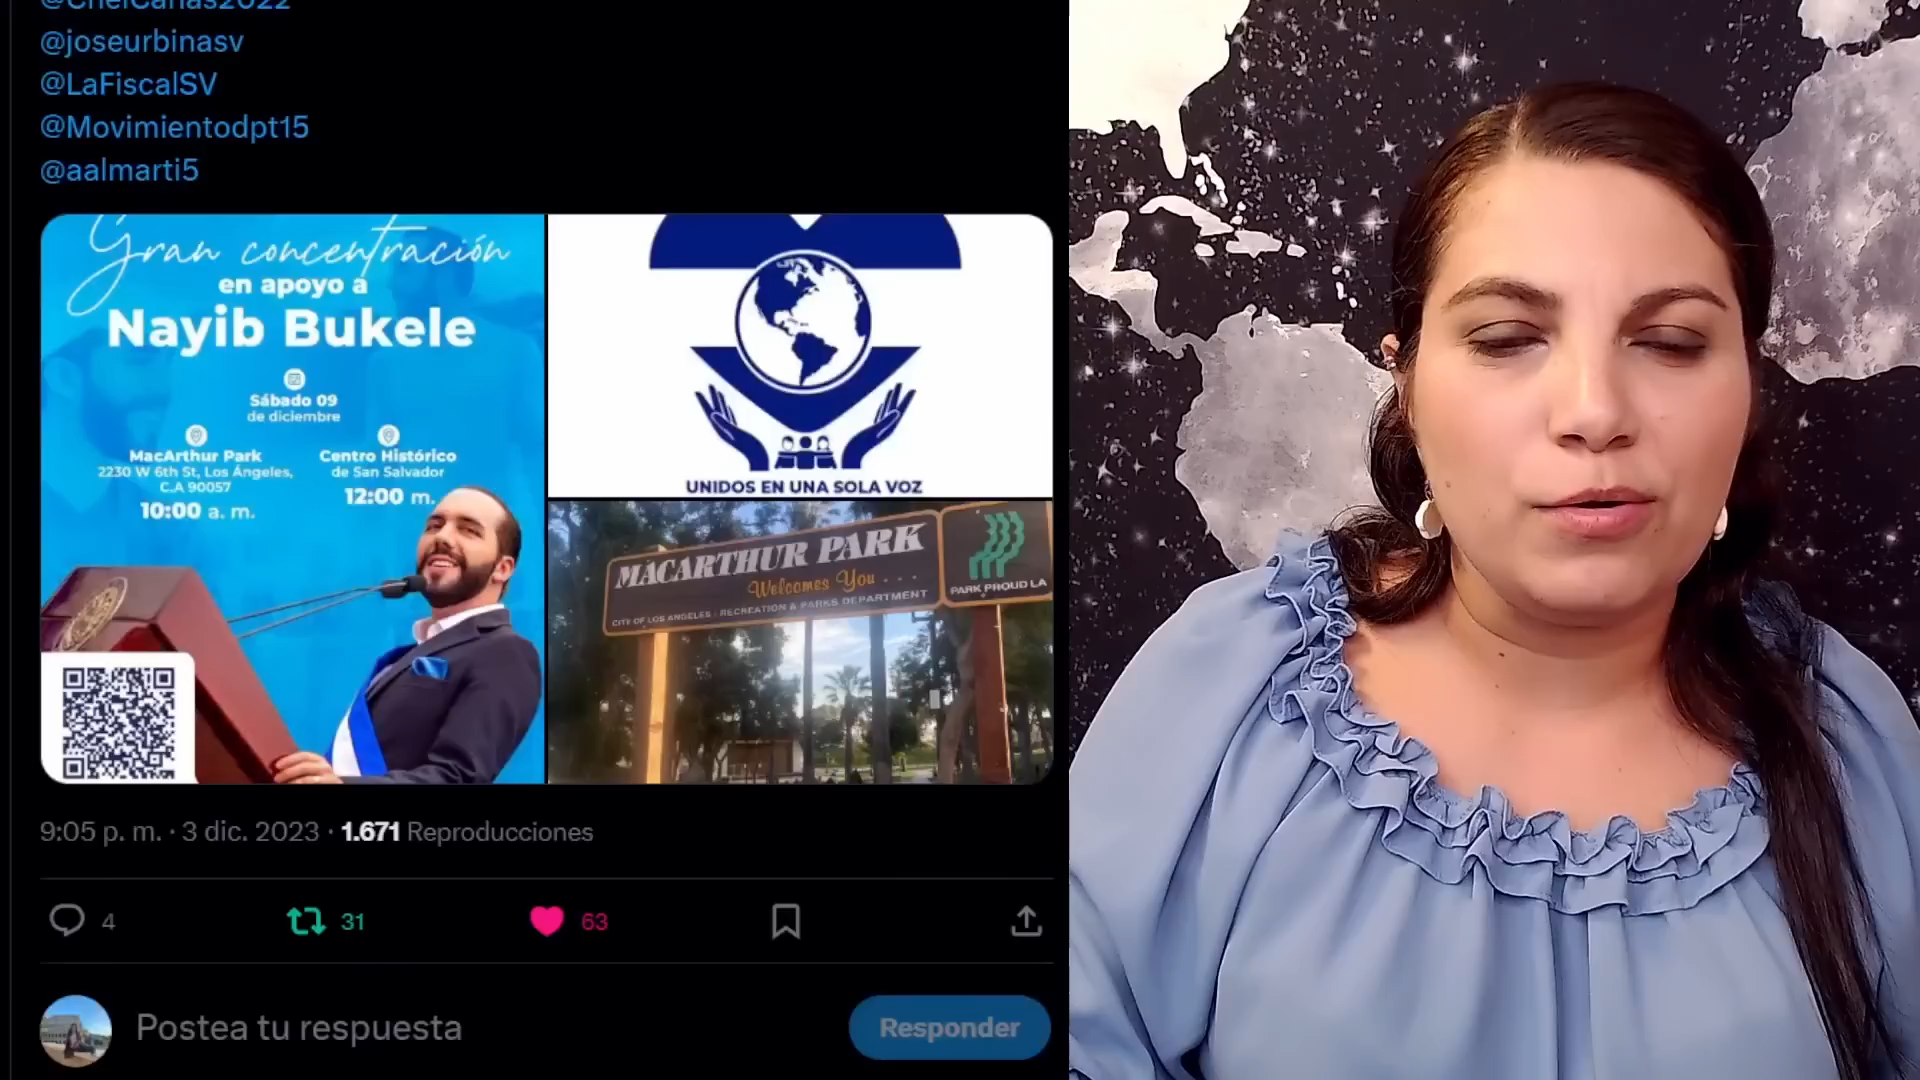 @ChelCanas2022
@joseurbinasv
@LaFiscalSV
@Movimientodpt15
@aalmarti5
Gran concentración
en apoyo a
Nayib Bukele
Sábado 09
de diciembre
MacArthur Park
2230 W 6th St, Los Ángeles,
C.A 90057
10:00 a. m.
Centro Histórico
de San Salvador
12:00 m.
UNIDOS EN UNA SOLA VOZ
MACARTHUR PARK
Welcomes You . . .
CITY OF LOS ANGELES - RECREATION & PARKS DEPARTMENT
PARK PROUD LA
9:05 p. m. · 3 dic. 2023 · 1.671 Reproducciones
4 31 63
Postea tu respuesta
Responder